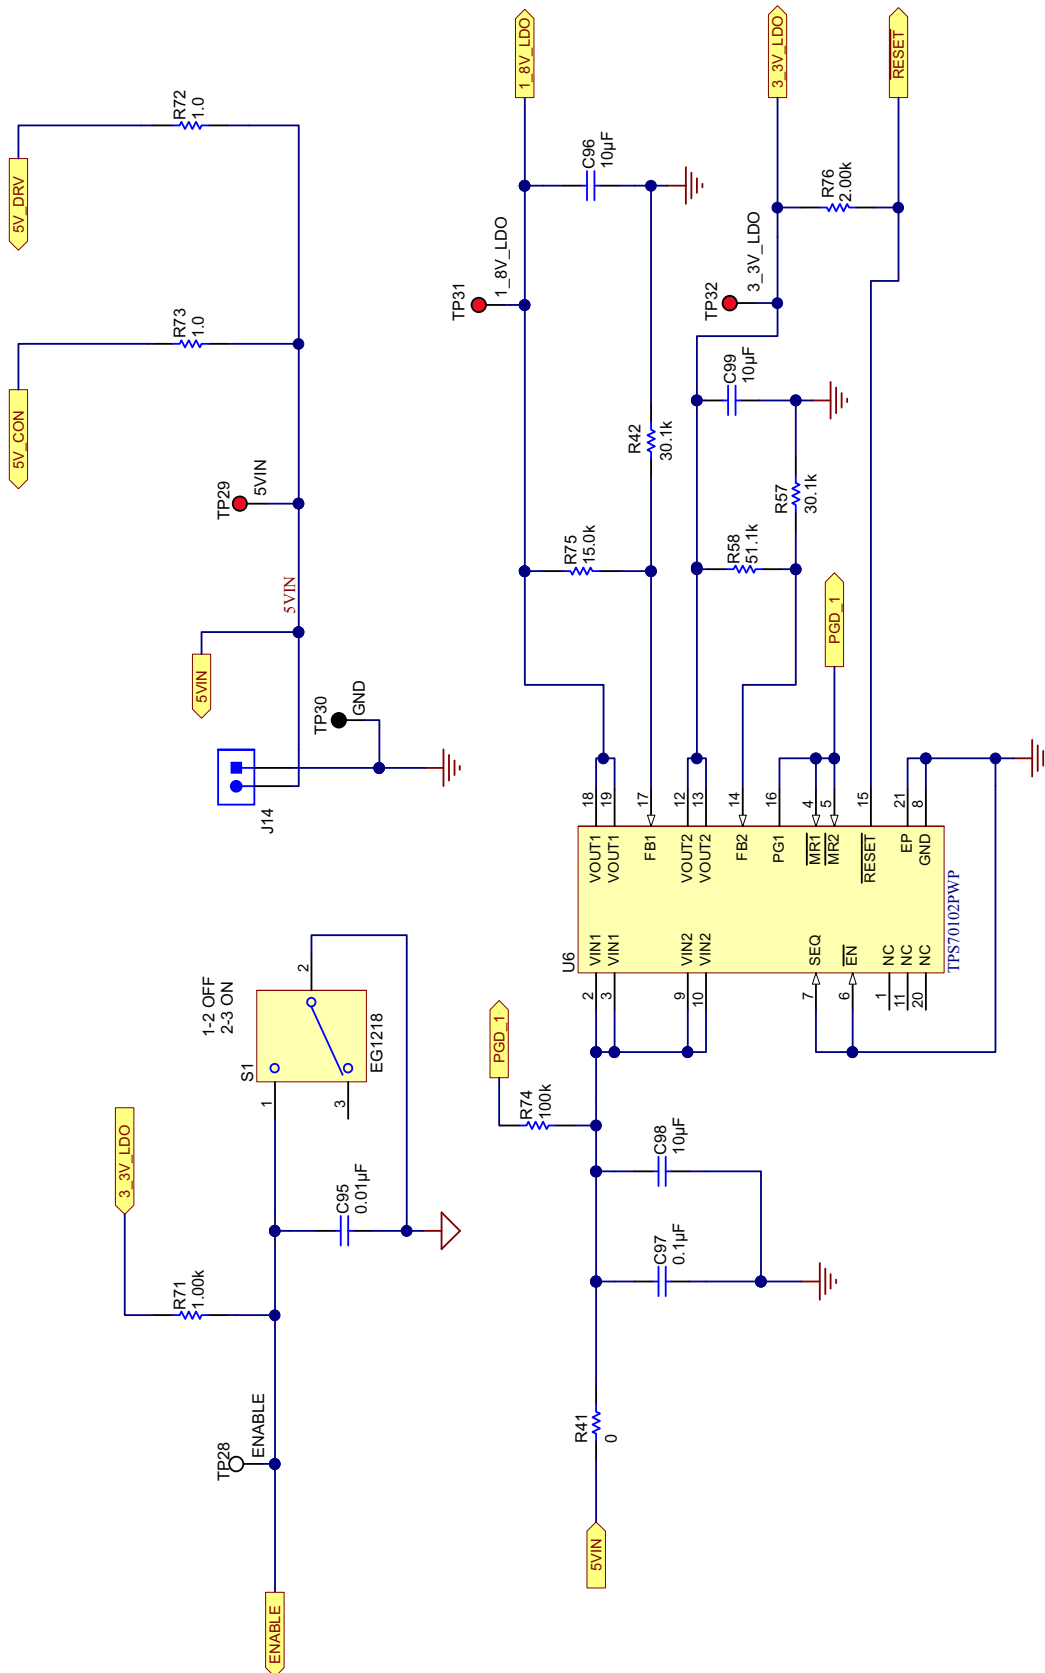 ENABLE
TP28
ENABLE
R71
1.00k
3_3V_LDO
C95
0.01µF
S1
1
3
2
EG1218
1-2 OFF
2-3 ON
J14
TP30
GND
5VIN
5VIN
TP29
5VIN
5V_CON
R73
1.0
5V_DRV
R72
1.0
5VIN
R41
0
C97
0.1µF
C98
10µF
R74
100k
PGD_1
U6
2
3
9
10
7
6
1
11
20
VIN1
VIN1
VIN2
VIN2
SEQ
EN
NC
NC
NC
VOUT1
VOUT1
FB1
VOUT2
VOUT2
FB2
PG1
MR1
MR2
RESET
EP
GND
18
19
17
12
13
14
16
4
5
15
21
8
TPS70102PWP
PGD_1
R75
15.0k
R42
30.1k
R58
51.1k
R57
30.1k
C99
10µF
TP31
1_8V_LDO
TP32
3_3V_LDO
C96
10µF
R76
2.00k
1_8V_LDO
3_3V_LDO
RESET